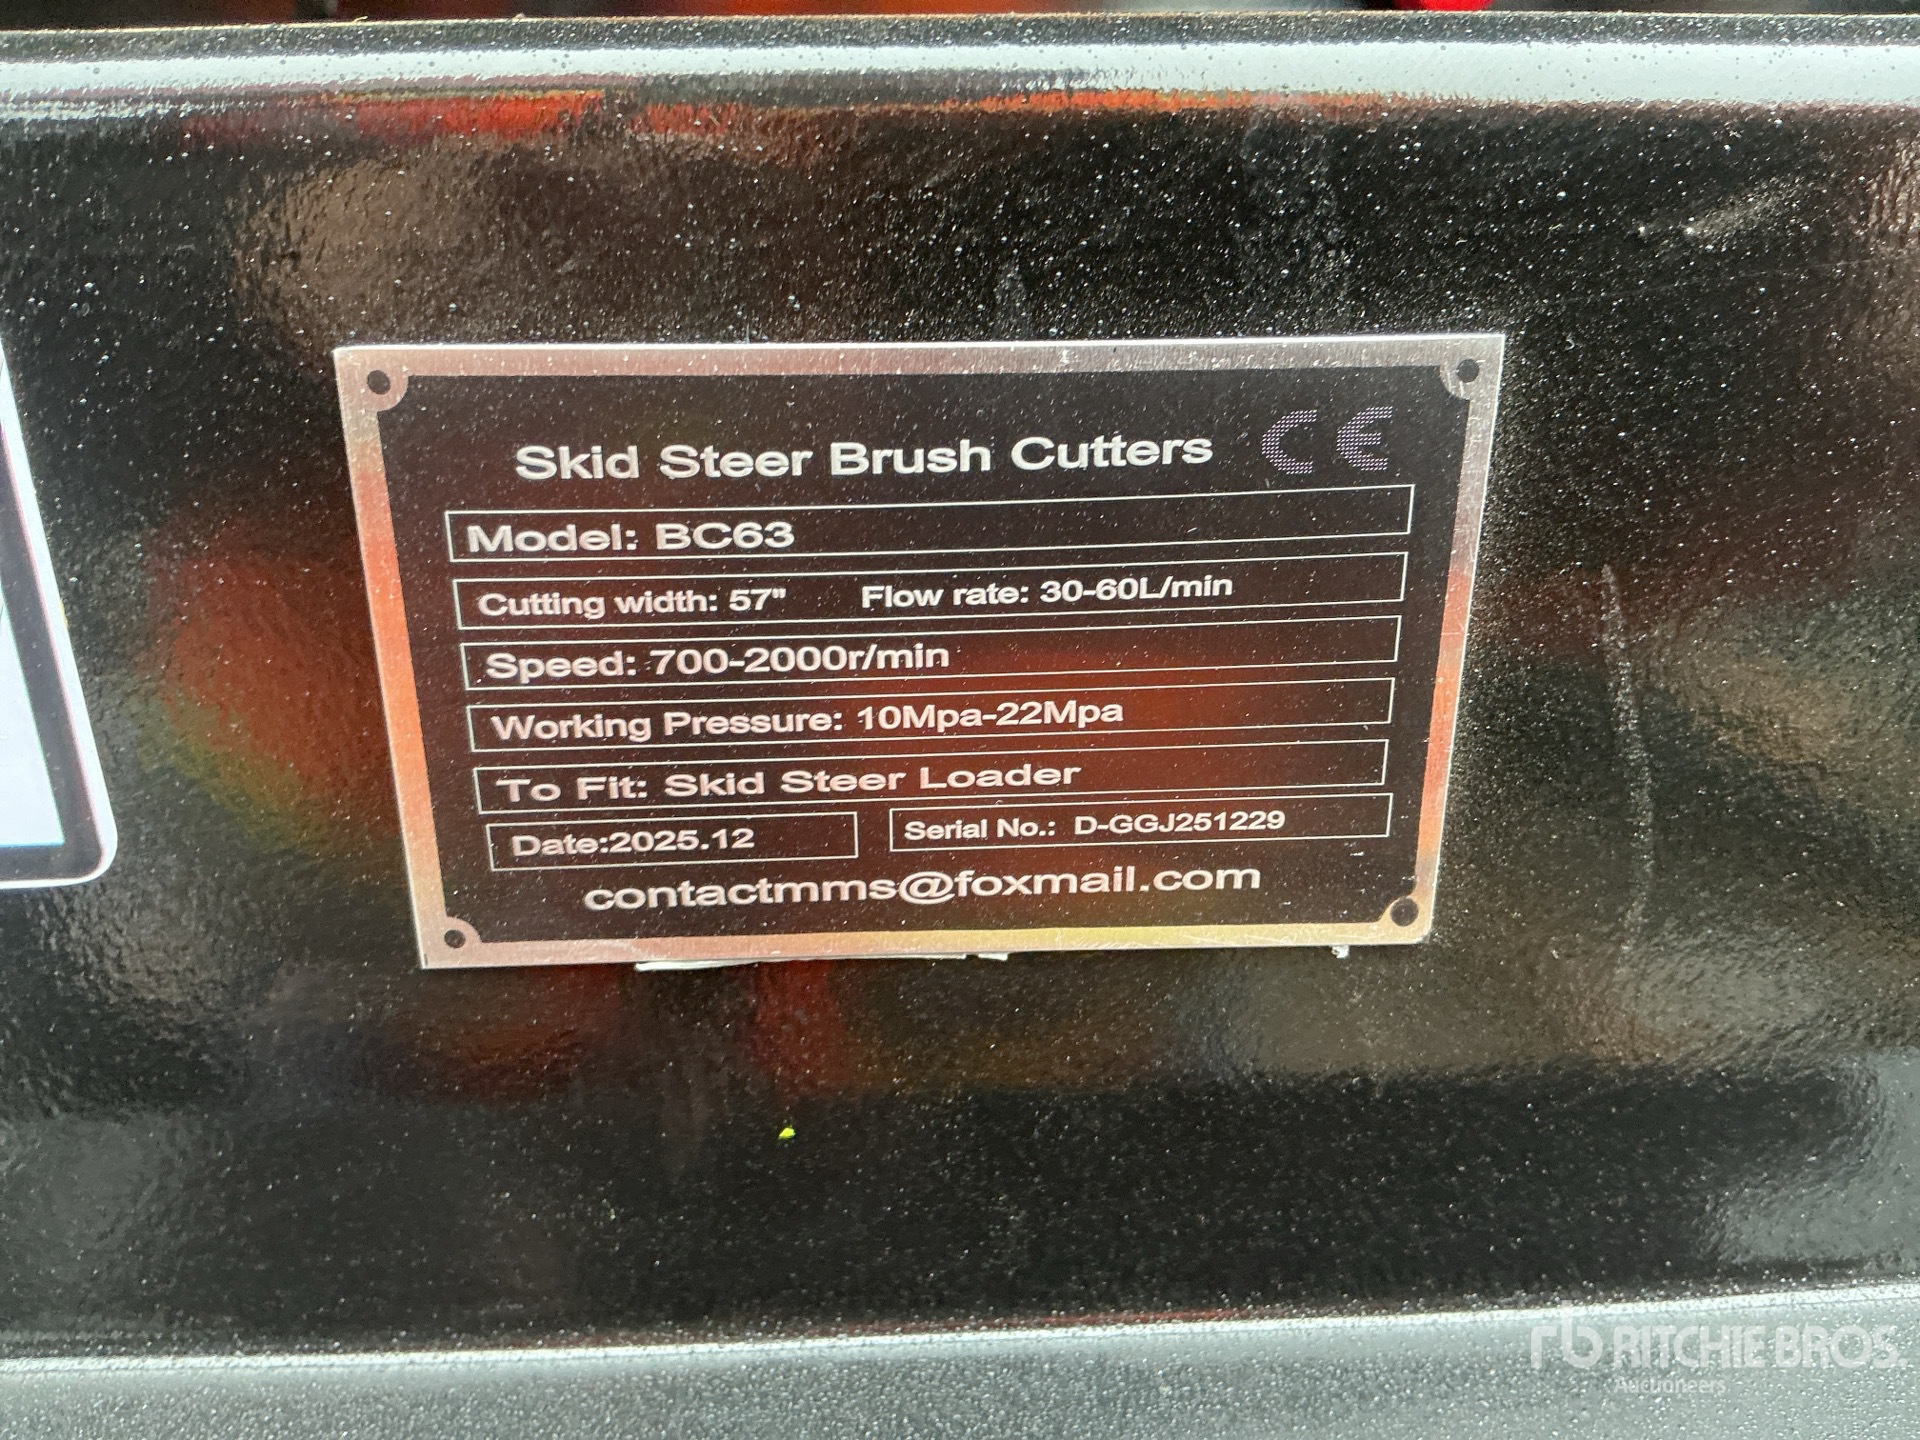 Skid Steer Brush Cutters CE
Model: BC63
Cutting width: 57" Flow rate: 30-60L/min
Speed: 700-2000r/min
Working Pressure: 10Mpa-22Mpa
To Fit: Skid Steer Loader
Date:2025.12 Serial No.: D-GGJ251229
contactmms@foxmail.com
rb RITCHIE BROS.
Auctioneers